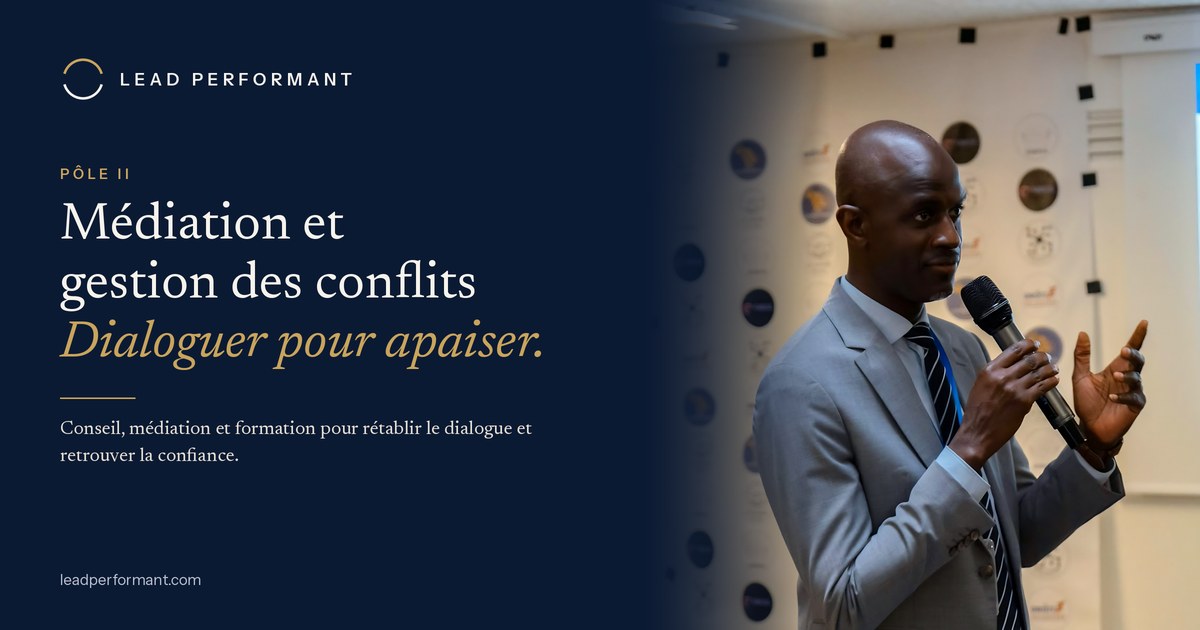 LEAD PERFORMANT
PÔLE II
Médiation et
gestion des conflits
Dialoguer pour apaiser.
Conseil, médiation et formation pour rétablir le dialogue et
retrouver la confiance.
leadperformant.com